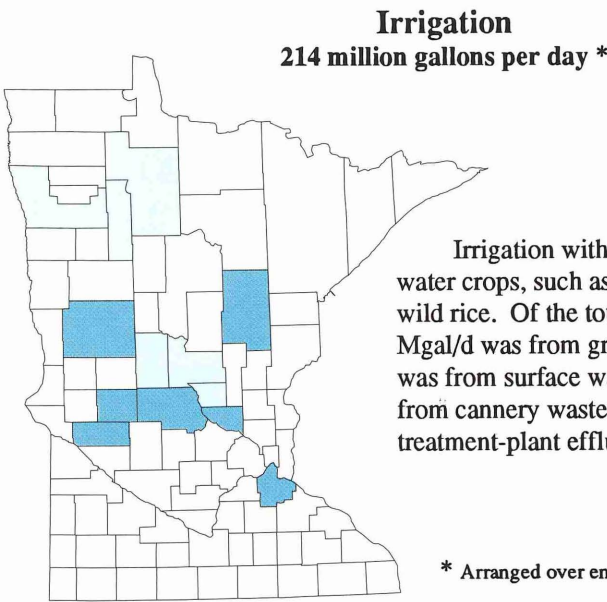 Irrigation
214 million gallons per day *
Irrigation with
water crops, such as
wild rice. Of the to
Mgal/d was from gr
was from surface w
from cannery waste
treatment-plant efflu
* Arranged over en